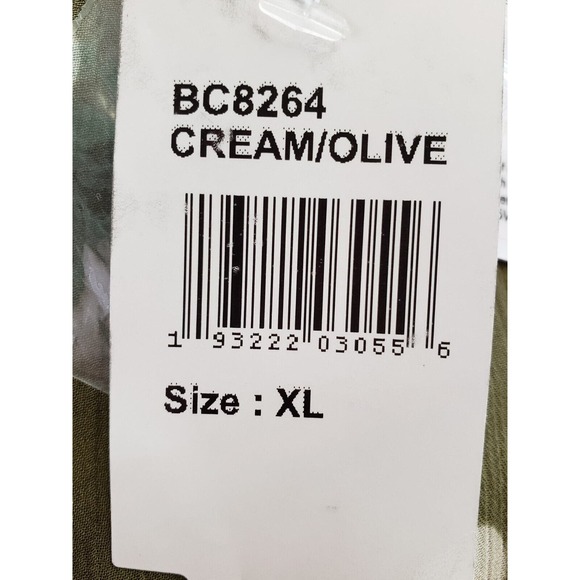 BC8264
CREAM/OLIVE
1 93222 03055 6
Size : XL